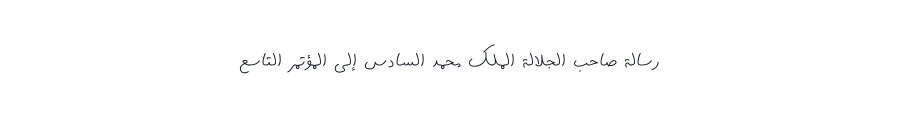 رسالة صاحب الجلالة الملك محمد السادس إلى المؤتمر التاسع